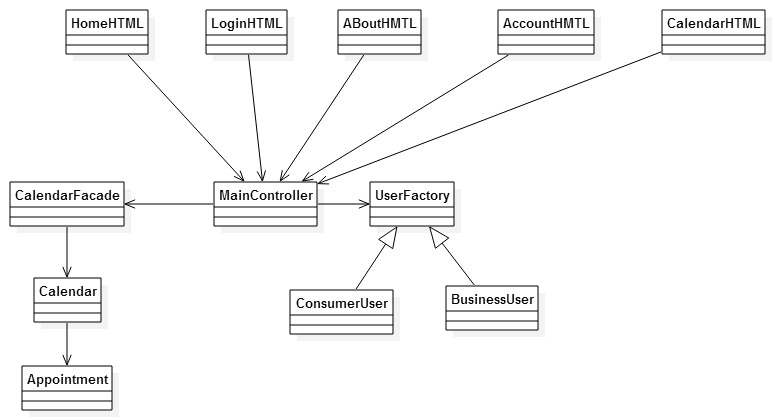 HomeHTML
LoginHTML
ABoutHMTL
AccountHMTL
CalendarHTML
CalendarFacade
MainController
UserFactory
Calendar
ConsumerUser
BusinessUser
Appointment